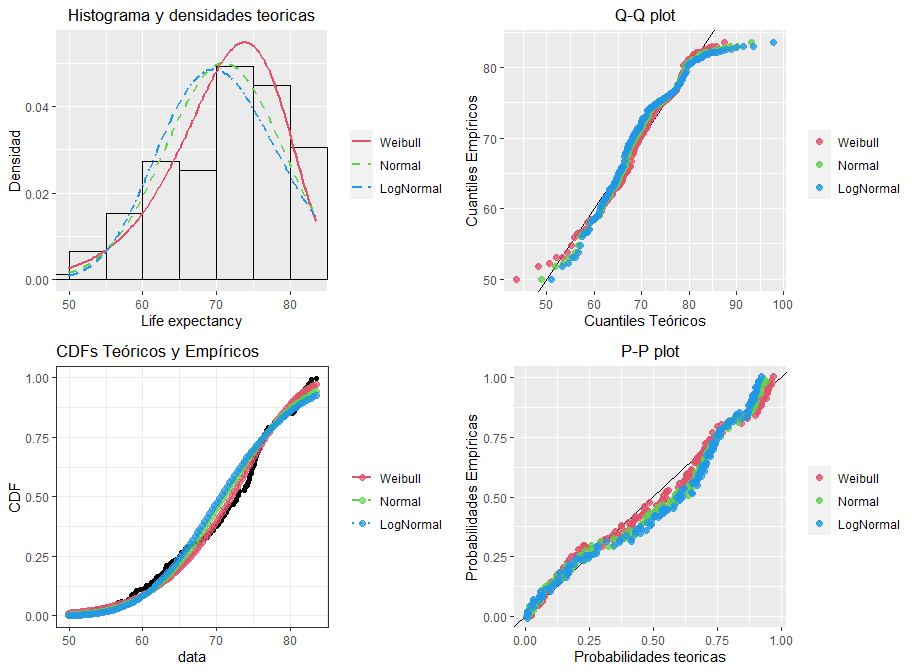 Histograma y densidades teoricas
Densidad
0.04
0.02
0.00
50 60 70 80
Life expectancy
Weibull
Normal
LogNormal
Q-Q plot
Cuantiles Empíricos
80
70
60
50
50 60 70 80 90 100
Cuantiles Teóricos
Weibull
Normal
LogNormal
CDFs Teóricos y Empíricos
CDF
1.00
0.75
0.50
0.25
0.00
50 60 70 80
data
Weibull
Normal
LogNormal
P-P plot
Probabilidades Empíricas
1.00
0.75
0.50
0.25
0.00
0.00 0.25 0.50 0.75 1.00
Probabilidades teoricas
Weibull
Normal
LogNormal